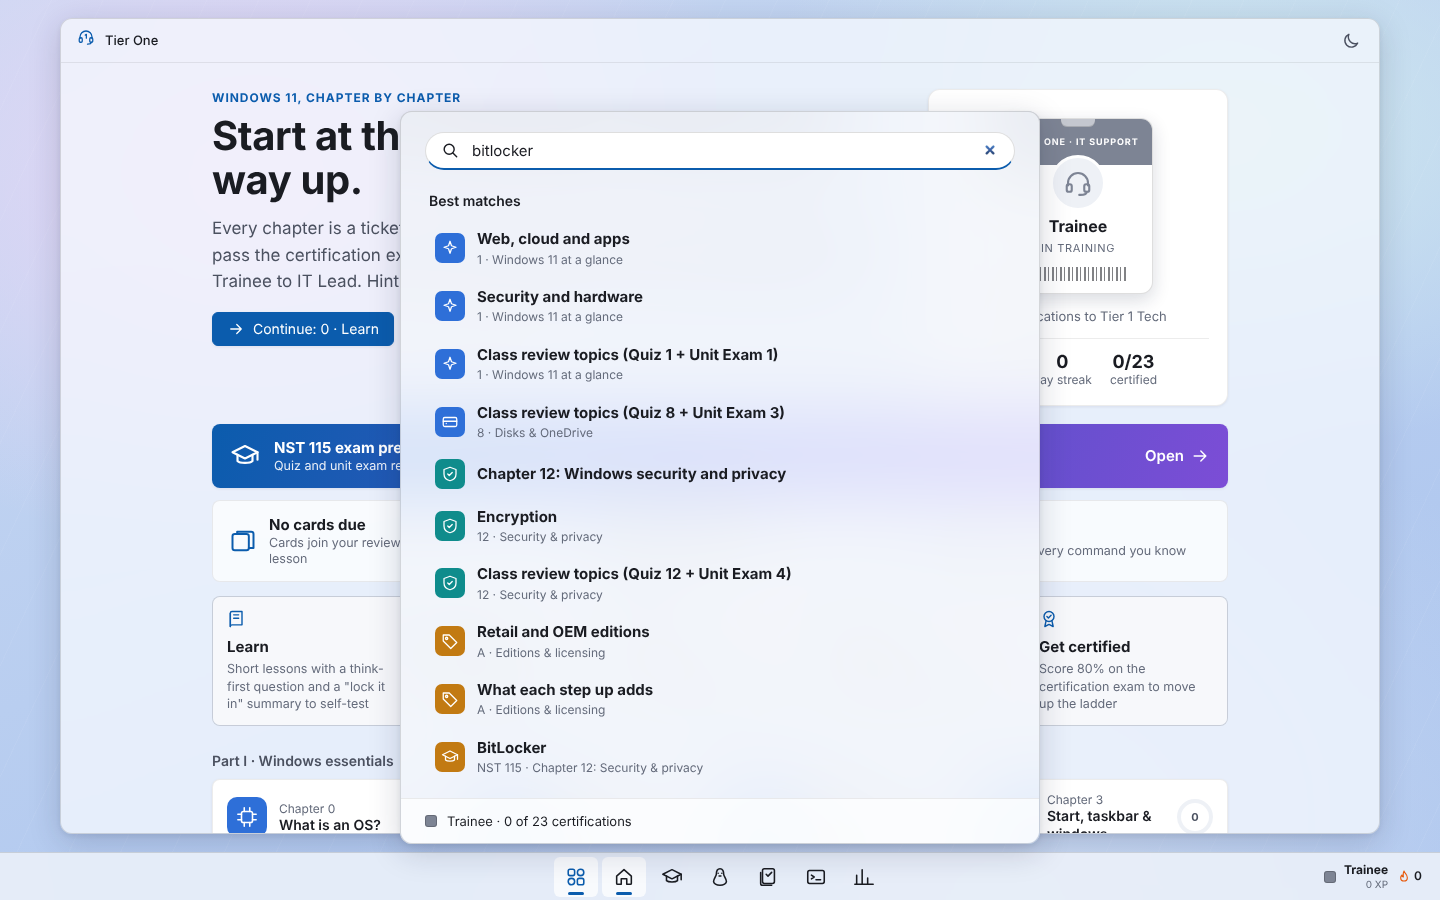 Tier One
WINDOWS 11, CHAPTER BY CHAPTER
Start at th
way up.
Every chapter is a ticke
pass the certification ex
Trainee to IT Lead. Hint
Continue: 0 · Learn
ONE · IT SUPPORT
Trainee
IN TRAINING
cations to Tier 1 Tech
0
ay streak
0/23
certified
bitlocker
Best matches
Web, cloud and apps
1 · Windows 11 at a glance
Security and hardware
1 · Windows 11 at a glance
Class review topics (Quiz 1 + Unit Exam 1)
1 · Windows 11 at a glance
Class review topics (Quiz 8 + Unit Exam 3)
8 · Disks & OneDrive
Chapter 12: Windows security and privacy
Encryption
12 · Security & privacy
Class review topics (Quiz 12 + Unit Exam 4)
12 · Security & privacy
Retail and OEM editions
A · Editions & licensing
What each step up adds
A · Editions & licensing
BitLocker
NST 115 · Chapter 12: Security & privacy
Trainee · 0 of 23 certifications
NST 115 exam pre
Quiz and unit exam re
Open
No cards due
Cards join your review
lesson
very command you know
Learn
Short lessons with a think-
first question and a "lock it
in" summary to self-test
Get certified
Score 80% on the
certification exam to move
up the ladder
Part I · Windows essentials
Chapter 0
What is an OS?
Chapter 3
Start, taskbar &
windows
0
Trainee
0 XP
0